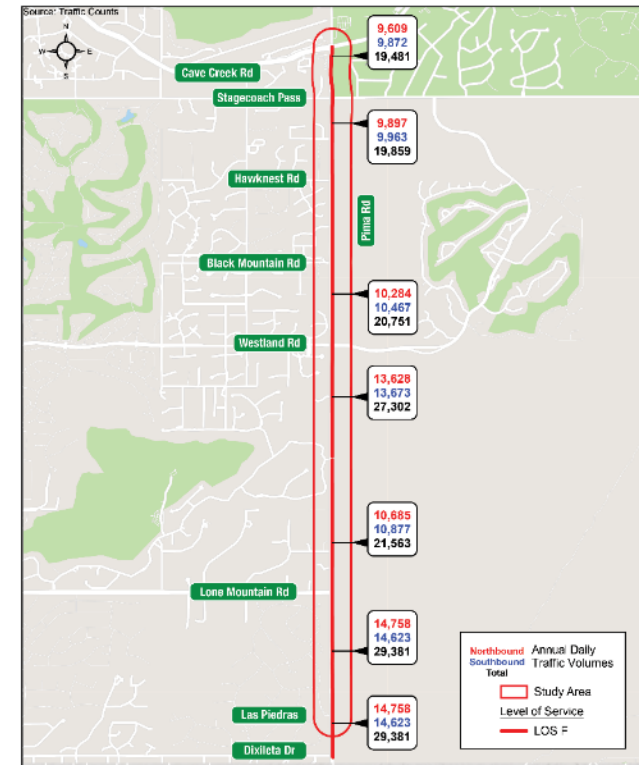 Source: Traffic Counts
N
W E
S
Cave Creek Rd
Stagecoach Pass
Hawknest Rd
Black Mountain Rd
Westland Rd
Lone Mountain Rd
Las Piedras
Dixileta Dr
Pima Rd
9,609
9,872
19,481
9,897
9,963
19,859
10,284
10,467
20,751
13,628
13,673
27,302
10,685
10,877
21,563
14,758
14,623
29,381
14,758
14,623
29,381
Northbound Annual Daily
Southbound Traffic Volumes
Total
Study Area
Level of Service
LOS F